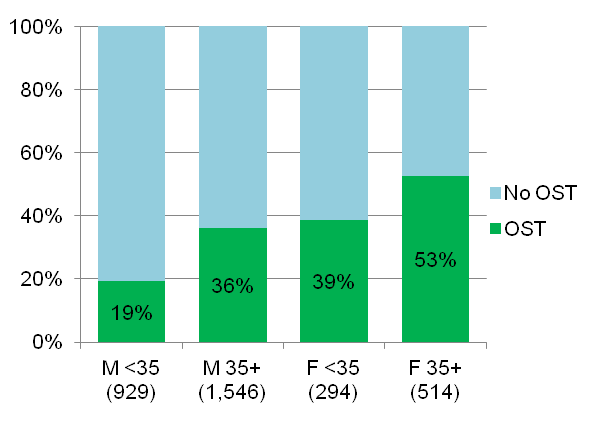 100%
80%
60%
40%
20%
0%
19%
36%
39%
53%
M <35
(929)
M 35+
(1,546)
F <35
(294)
F 35+
(514)
No OST
OST